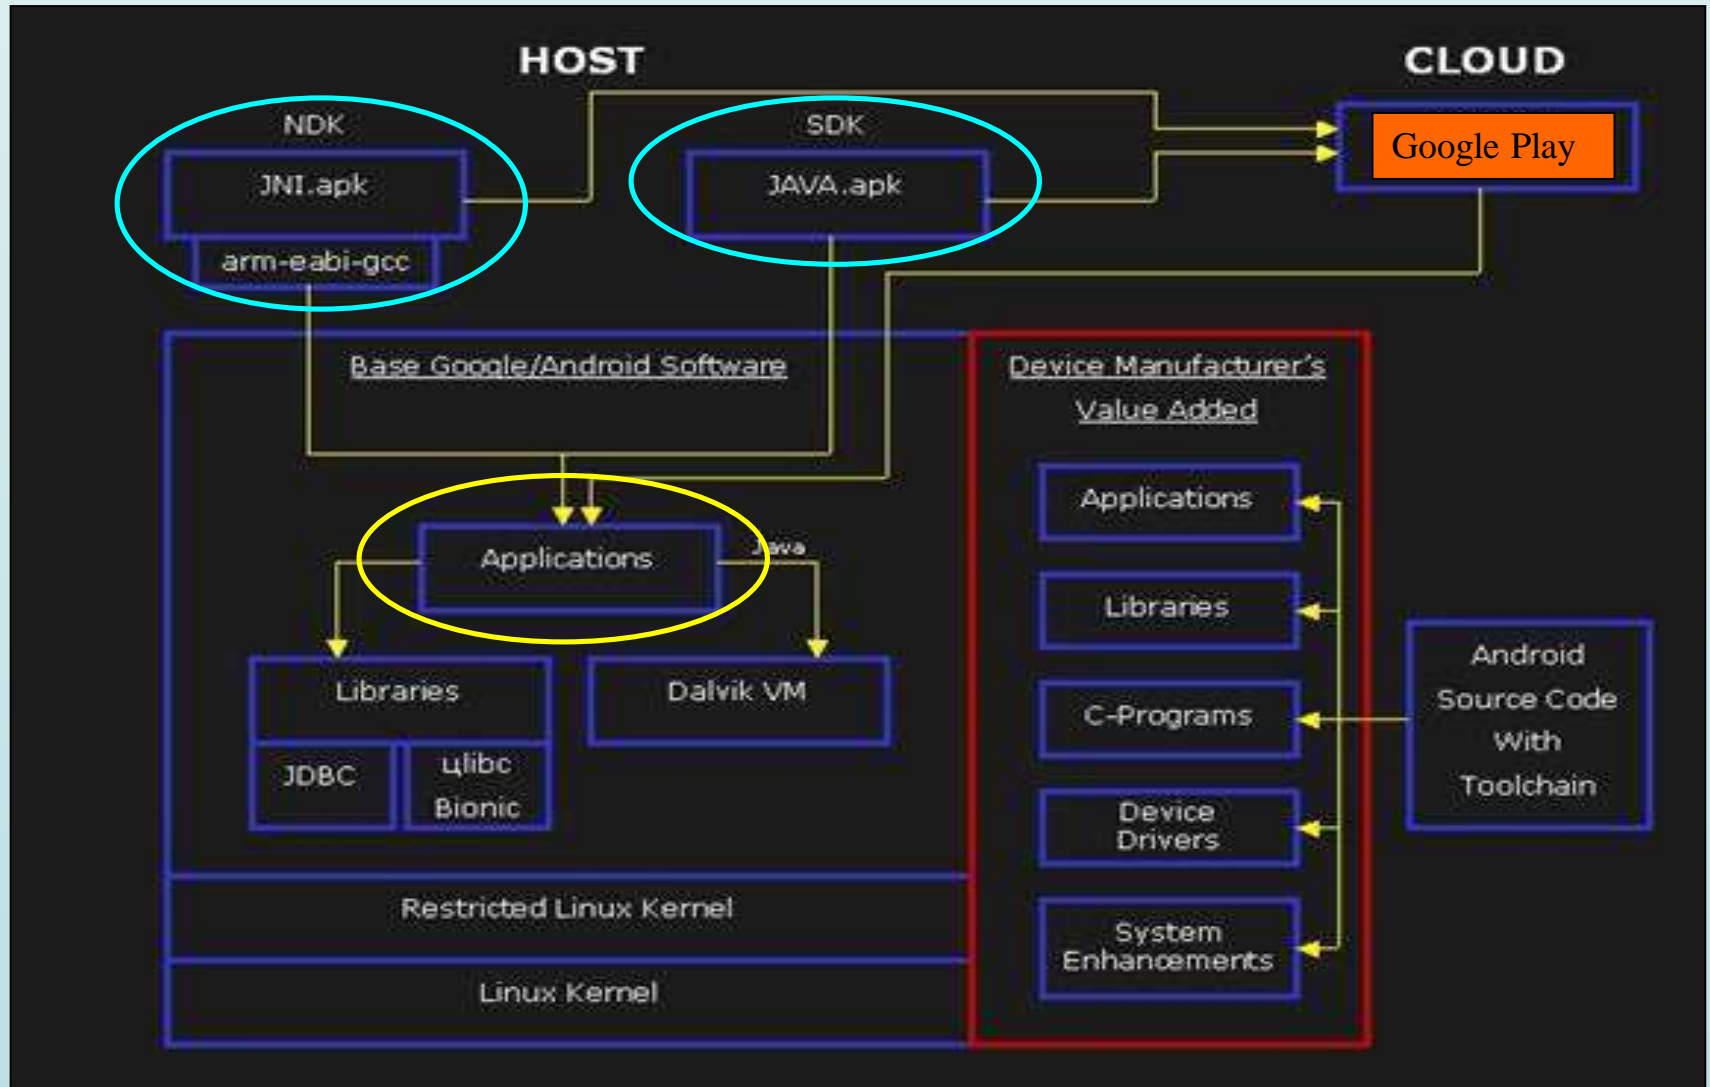 HOST
CLOUD
NDK
SDK
JNI.apk
JAVA.apk
Google Play
arm-eabi-gcc
Base Google/Android Software
Device Manufacturer's
Value Added
Applications
Java
Applications
Libraries
Libraries
Dalvik VM
JDBC
цlibc
Bionic
C-Programs
Device
Drivers
System
Enhancements
Android
Source Code
With
Toolchain
Restricted Linux Kernel
Linux Kernel